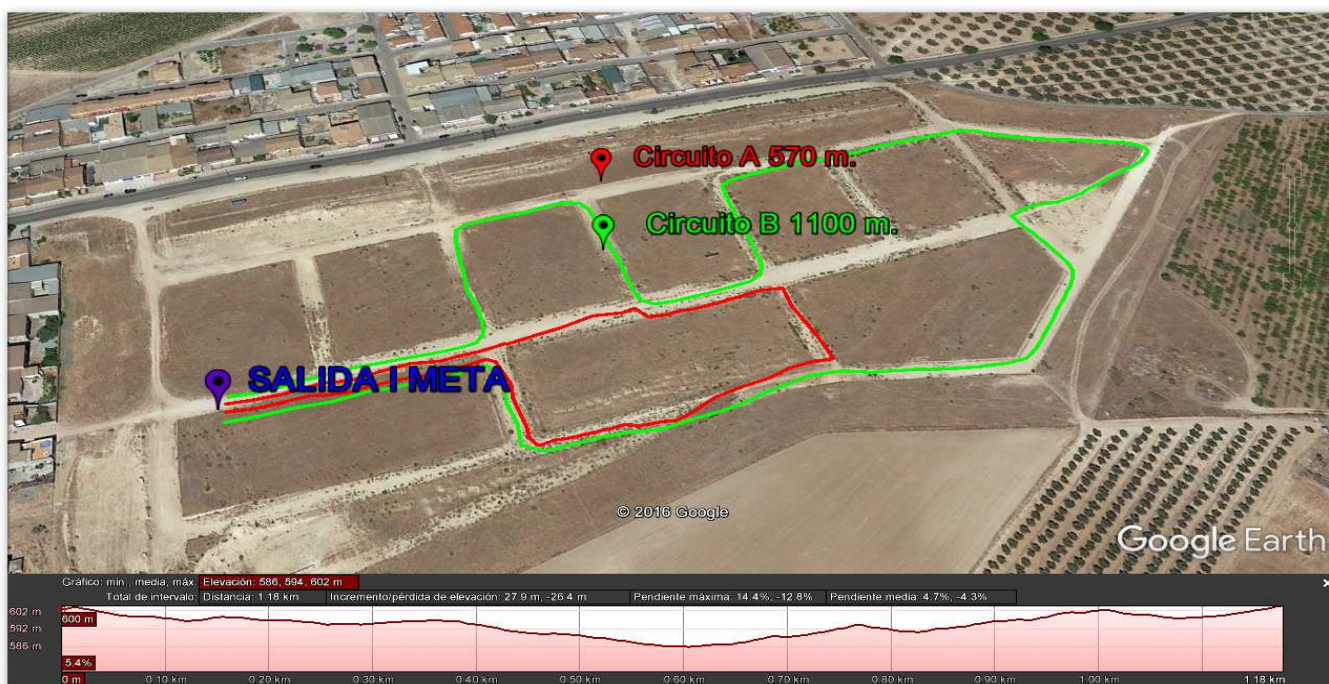 Circuito A 570 m.
Circuito B 1100 m.
SALIDA I META
© 2016 Google
Google Earth
Gráfico: min., media, máx. Elevación: 586, 594, 602 m
Total de intervalo: Distancia: 1.18 km Incremento/pérdida de elevación: 27.9 m, -26.4 m Pendiente máxima: 14.4%, -12.8% Pendiente media: 4.7%, -4.3%
602 m
600 m
592 m
586 m
5.4%
0 m 0.10 km 0.20 km 0.30 km 0.40 km 0.50 km 0.60 km 0.70 km 0.80 km 0.90 km 1.00 km 1.18 km